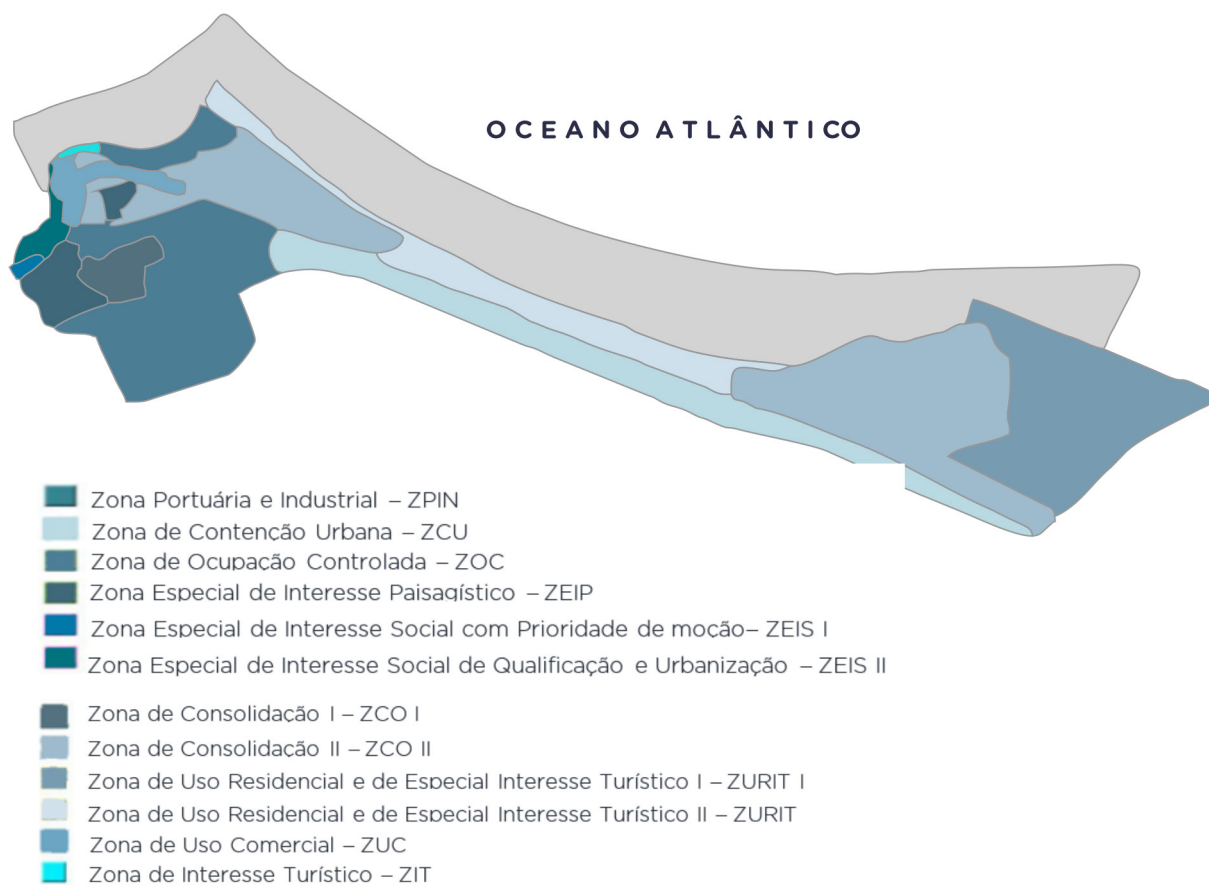 OCEANO ATLÂNTICO
Zona Portuária e Industrial – ZPIN
Zona de Contenção Urbana – ZCU
Zona de Ocupação Controlada – ZOC
Zona Especial de Interesse Paisagístico – ZEIP
Zona Especial de Interesse Social com Prioridade de moção– ZEIS I
Zona Especial de Interesse Social de Qualificação e Urbanização – ZEIS II
Zona de Consolidação I – ZCO I
Zona de Consolidação II – ZCO II
Zona de Uso Residencial e de Especial Interesse Turístico I – ZURIT I
Zona de Uso Residencial e de Especial Interesse Turístico II – ZURIT
Zona de Uso Comercial – ZUC
Zona de Interesse Turístico – ZIT